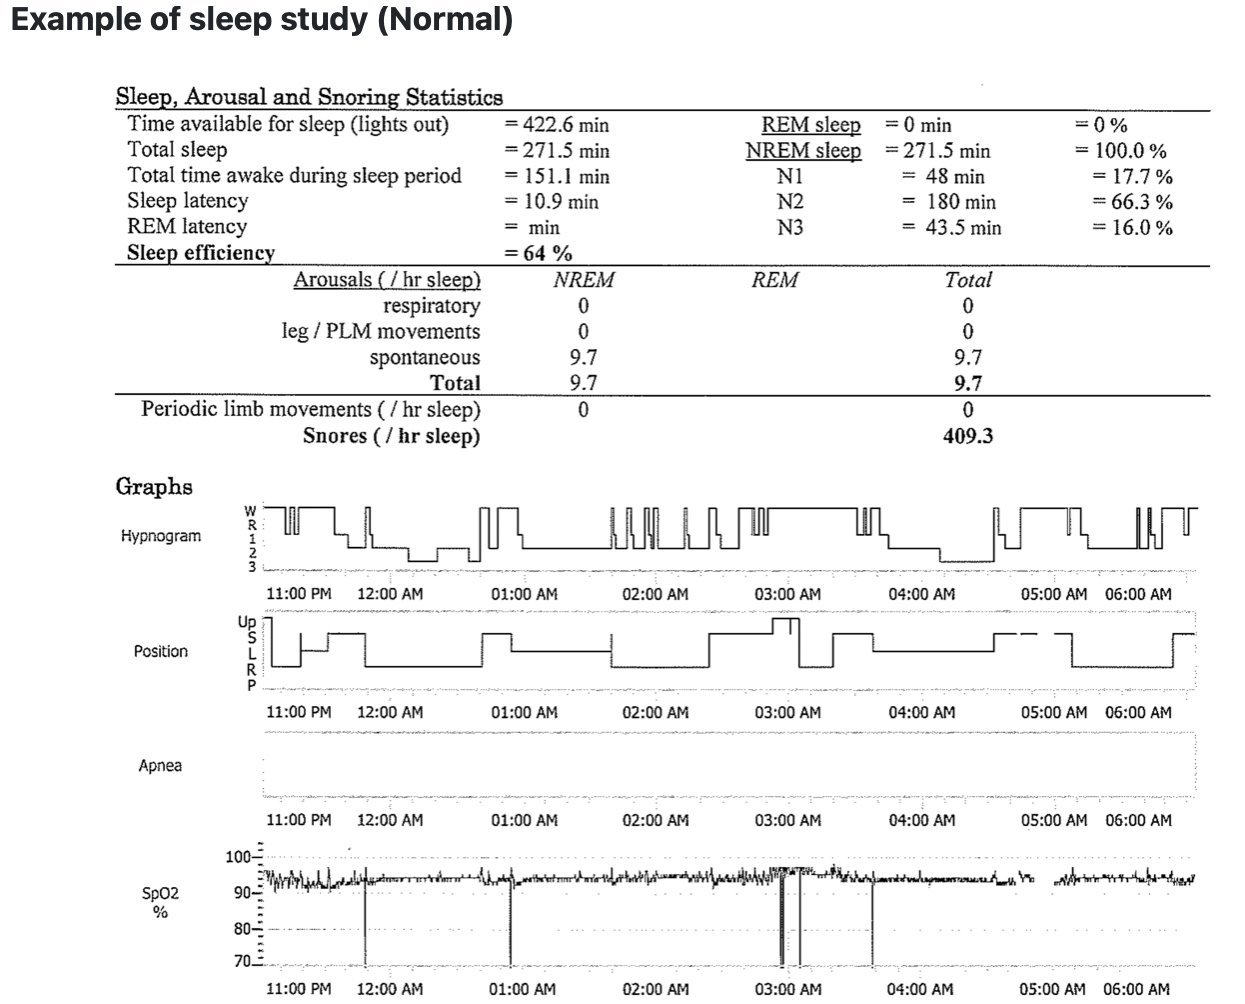 Example of sleep study (Normal)
Sleep, Arousal and Snoring Statistics
Time available for sleep (lights out) = 422.6 min REM sleep = 0 min = 0 %
Total sleep = 271.5 min NREM sleep = 271.5 min = 100.0 %
Total time awake during sleep period = 151.1 min N1 = 48 min = 17.7 %
Sleep latency = 10.9 min N2 = 180 min = 66.3 %
REM latency = min N3 = 43.5 min = 16.0 %
Sleep efficiency = 64 %
Arousals ( / hr sleep) NREM REM Total
respiratory 0 0
leg / PLM movements 0 0
spontaneous 9.7 9.7
Total 9.7 9.7
Periodic limb movements ( / hr sleep) 0 0
Snores ( / hr sleep) 409.3
Graphs
Hypnogram
W
R
1
2
3
11:00 PM 12:00 AM 01:00 AM 02:00 AM 03:00 AM 04:00 AM 05:00 AM 06:00 AM
Position
Up
S
L
R
P
11:00 PM 12:00 AM 01:00 AM 02:00 AM 03:00 AM 04:00 AM 05:00 AM 06:00 AM
Apnea
11:00 PM 12:00 AM 01:00 AM 02:00 AM 03:00 AM 04:00 AM 05:00 AM 06:00 AM
SpO2
%
100
90
80
70
11:00 PM 12:00 AM 01:00 AM 02:00 AM 03:00 AM 04:00 AM 05:00 AM 06:00 AM